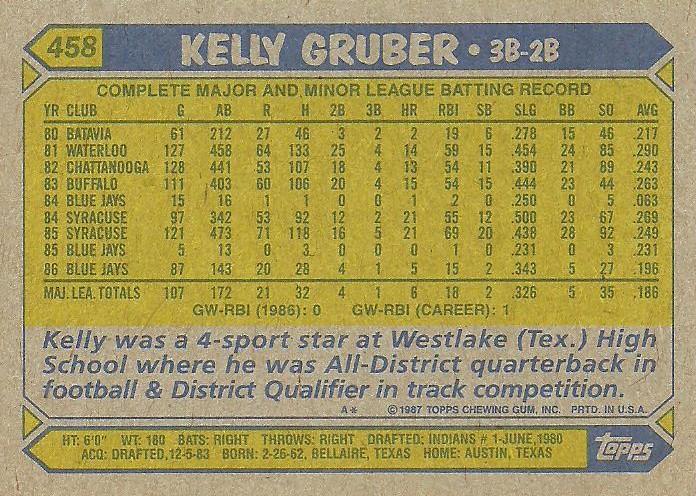 458 KELLY GRUBER • 3B-2B
COMPLETE MAJOR AND MINOR LEAGUE BATTING RECORD
YR CLUB G AB R H 2B 3B HR RBI SB SLG BB SO AVG
80 BATAVIA 61 212 27 46 3 2 2 19 6 .278 15 46 .217
81 WATERLOO 127 458 64 133 25 4 14 59 15 .454 24 85 .290
82 CHATTANOOGA 128 441 53 107 18 4 13 54 11 .390 21 89 .243
83 BUFFALO 111 403 60 106 20 4 15 54 15 .444 23 44 .263
84 BLUE JAYS 15 16 1 1 0 0 1 2 0 .250 0 5 .063
84 SYRACUSE 97 342 53 92 12 2 21 55 12 .500 23 67 .269
85 SYRACUSE 121 473 71 118 16 5 21 69 20 .438 28 92 .249
85 BLUE JAYS 5 13 0 3 0 0 0 1 0 .231 0 3 .231
86 BLUE JAYS 87 143 20 28 4 1 5 15 2 .343 5 27 .196
MAJ. LEA. TOTALS 107 172 21 32 4 1 6 18 2 .326 5 35 .186
GW-RBI (1986): 0 GW-RBI (CAREER): 1
Kelly was a 4-sport star at Westlake (Tex.) High
School where he was All-District quarterback in
football & District Qualifier in track competition.
A* © 1987 TOPPS CHEWING GUM, INC. PRTD. IN U.S.A.
HT: 6'0" WT: 180 BATS: RIGHT THROWS: RIGHT DRAFTED: INDIANS # 1-JUNE, 1980
ACQ: DRAFTED, 12-5-83 BORN: 2-26-62, BELLAIRE, TEXAS HOME: AUSTIN, TEXAS
topps